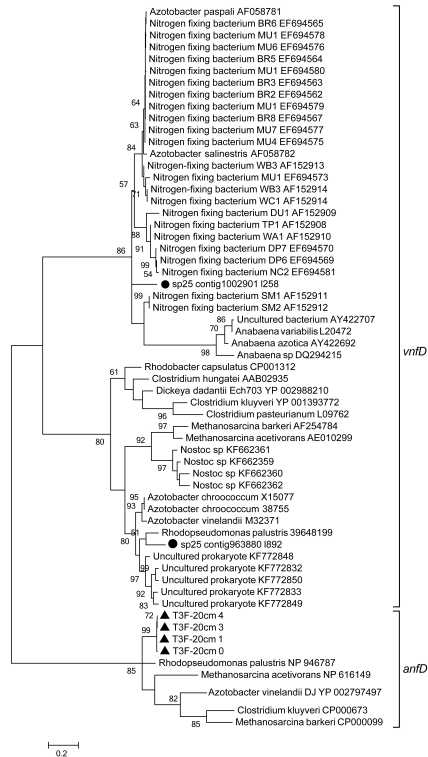 Azotobacter paspali AF058781
Nitrogen fixing bacterium BR6 EF694565
Nitrogen fixing bacterium MU1 EF694578
Nitrogen fixing bacterium MU6 EF694576
Nitrogen fixing bacterium BR5 EF694564
Nitrogen fixing bacterium MU1 EF694580
Nitrogen fixing bacterium BR3 EF694563
Nitrogen fixing bacterium BR2 EF694562
64
Nitrogen fixing bacterium MU1 EF694579
Nitrogen fixing bacterium BR8 EF694567
63
Nitrogen fixing bacterium MU7 EF694577
Nitrogen fixing bacterium MU4 EF694575
84
Azotobacter salinestris AF058782
Nitrogen-fixing bacterium WB3 AF152913
Nitrogen fixing bacterium MU1 EF694573
57
Nitrogen-fixing bacterium WB3 AF152914
71
Nitrogen fixing bacterium WC1 AF152914
Nitrogen fixing bacterium DU1 AF152909
Nitrogen fixing bacterium TP1 AF152908
88
Nitrogen fixing bacterium WA1 AF152910
86
91
Nitrogen fixing bacterium DP7 EF694570
Nitrogen fixing bacterium DP6 EF694569
99
54
Nitrogen fixing bacterium NC2 EF694581
sp25 contig1002901 I258
99
Nitrogen fixing bacterium SM1 AF152911
Nitrogen fixing bacterium SM2 AF152912
86
Uncultured bacterium AY422707
70
Anabaena variabilis L20472
Anabaena azotica AY422692
98
Anabaena sp DQ294215
vnfD
Rhodobacter capsulatus CP001312
61
Clostridium hungatei AAB02935
Dickeya dadantii Ech703 YP 002988210
Clostridium kluyveri YP 001393772
96
Clostridium pasteurianum L09762
97
Methanosarcina barkeri AF254784
80
92
Methanosarcina acetivorans AE010299
Nostoc sp KF662361
97
Nostoc sp KF662359
Nostoc sp KF662360
Nostoc sp KF662362
95
Azotobacter chroococcum X15077
93
Azotobacter chroococcum 38755
Azotobacter vinelandii M32371
51
Rhodopseudomonas palustris 39648199
80
sp25 contig963880 I892
Uncultured prokaryote KF772848
99
Uncultured prokaryote KF772832
97
Uncultured prokaryote KF772850
92
Uncultured prokaryote KF772833
83
Uncultured prokaryote KF772849
72
T3F-20cm 4
99
T3F-20cm 3
T3F-20cm 1
T3F-20cm 0
85
Rhodopseudomonas palustris NP 946787
anfD
Methanosarcina acetivorans NP 616149
82
Azotobacter vinelandii DJ YP 002797497
Clostridium kluyveri CP000673
85
Methanosarcina barkeri CP000099
0.2